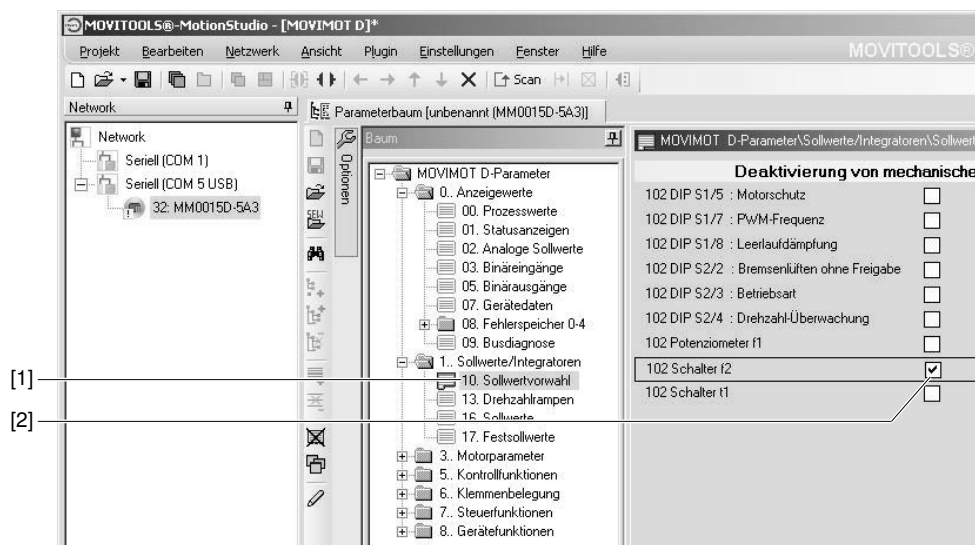 MOVITOOLS®-MotionStudio - [MOVIMOT D]*
Projekt Bearbeiten Netzwerk Ansicht Plugin Einstellungen Fenster Hilfe
MOVITOOLS®
Scan
Network
Parameterbaum [unbenannt (MM0015D-5A3)]
Network
Seriell (COM 1)
Seriell (COM 5 USB)
32: MM0015D-5A3
Optionen
SEW
Baum
MOVIMOT D-Parameter
0.. Anzeigewerte
00. Prozesswerte
01. Statusanzeigen
02. Analoge Sollwerte
03. Binäreingänge
05. Binärausgänge
07. Gerätedaten
08. Fehlerspeicher 0-4
09. Busdiagnose
1.. Sollwerte/Integratoren
10. Sollwertvorwahl
13. Drehzahlrampen
16. Sollwerte
17. Festsollwerte
3.. Motorparameter
5.. Kontrollfunktionen
6.. Klemmenbelegung
7.. Steuerfunktionen
8.. Gerätefunktionen
MOVIMOT D-Parameter\Sollwerte/Integratoren\Sollwert
Deaktivierung von mechanische
102 DIP S1/5 : Motorschutz
102 DIP S1/7 : PWM-Frequenz
102 DIP S1/8 : Leerlaufdämpfung
102 DIP S2/2 : Bremsenlüften ohne Freigabe
102 DIP S2/3 : Betriebsart
102 DIP S2/4 : Drehzahl-Überwachung
102 Potenziometer f1
102 Schalter f2
102 Schalter t1
[1]
[2]